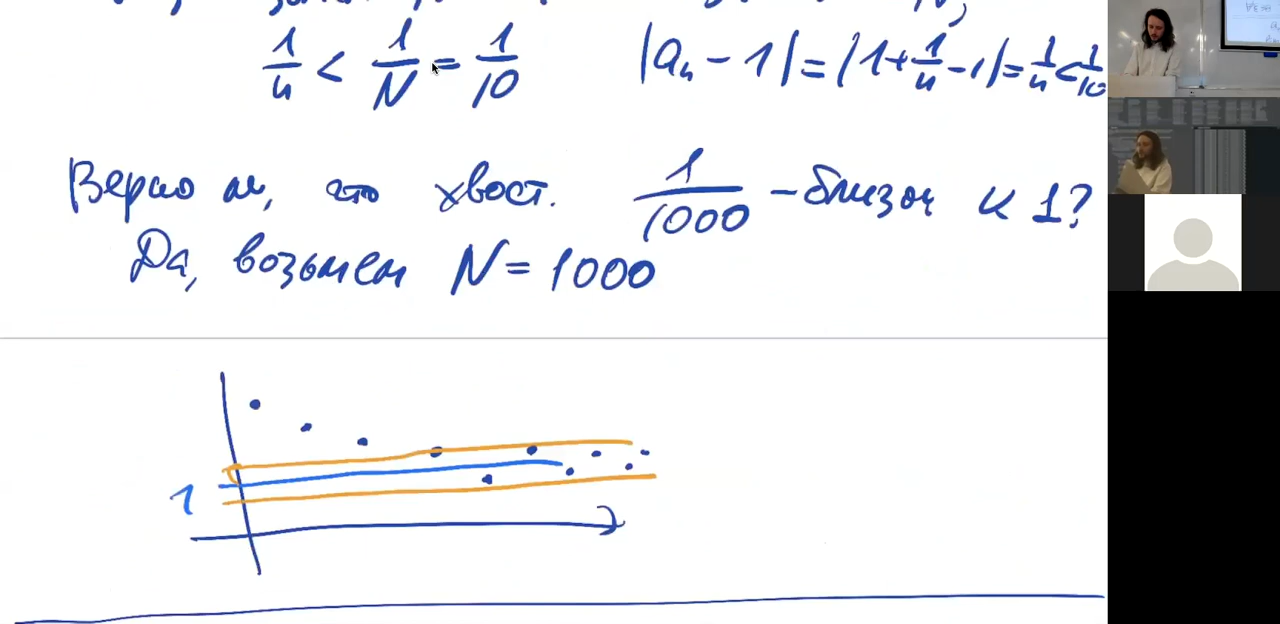 1/n < 1/N = 1/10 |a_n - 1| = |1 + 1/n - 1| = 1/n < 1/10
Верно ли, что хвост. 1/1000 - близок к 1?
Да, возьмем N = 1000
1